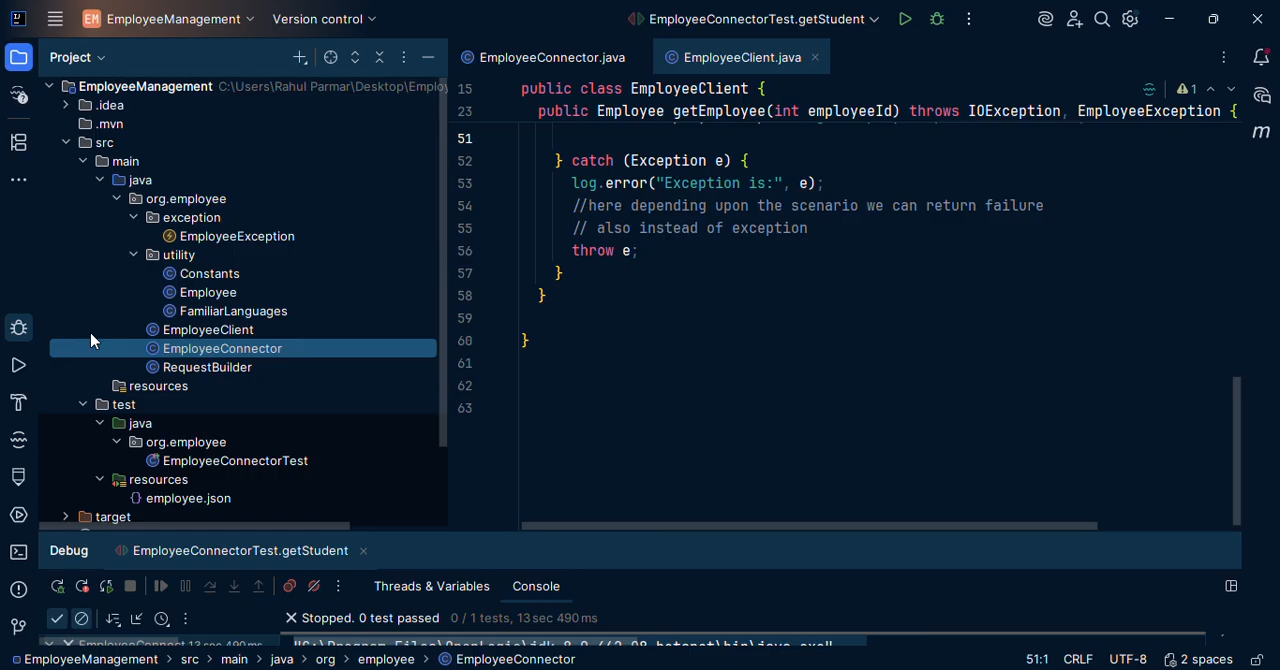 EM EmployeeManagement Version control EmployeeConnectorTest.getStudent
Project
EmployeeConnector.java EmployeeClient.java
EmployeeManagement C:\Users\Rahul Parmar\Desktop\Emplo
.idea
.mvn
src
main
java
org.employee
exception
EmployeeException
utility
Constants
Employee
FamiliarLanguages
EmployeeClient
EmployeeConnector
RequestBuilder
resources
test
java
org.employee
EmployeeConnectorTest
resources
employee.json
target
15 public class EmployeeClient { 1
23 public Employee getEmployee(int employeeId) throws IOException, EmployeeException {
51
52 } catch (Exception e) {
53 log.error("Exception is:", e);
54 //here depending upon the scenario we can return failure
55 // also instead of exception
56 throw e;
57 }
58 }
59
60 }
61
62
63
Debug EmployeeConnectorTest.getStudent
Threads & Variables Console
Stopped. 0 test passed 0 / 1 tests, 13 sec 490 ms
EmployeeConnect 13 sec 490 ms
EmployeeManagement > src > main > java > org > employee > EmployeeConnector 51:1 CRLF UTF-8 2 spaces